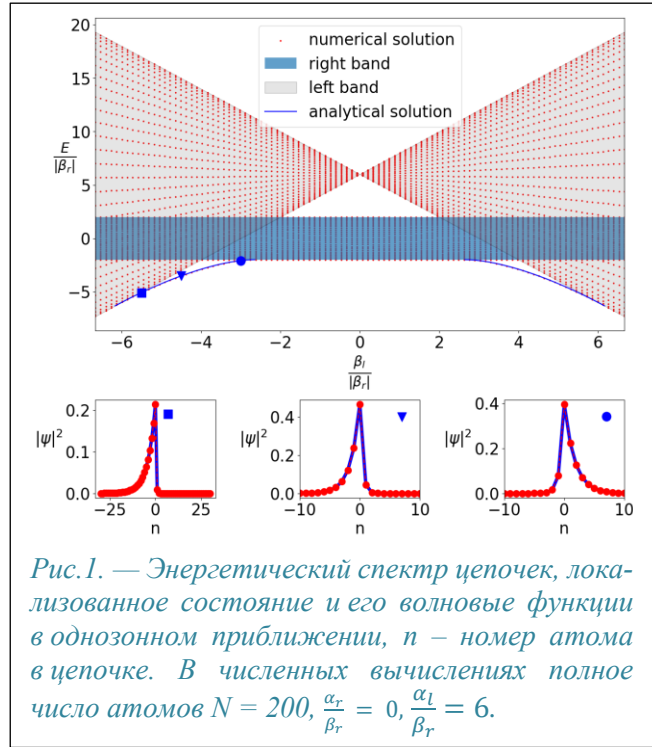 20
15
10
5
0
−5
E
|βr|
numerical solution
right band
left band
analytical solution
−6 −4 −2 0 2 4 6
βl
|βr|
0.2
0.1
0.0
|ψ|²
−25 0 25
n
0.4
0.2
0.0
|ψ|²
−10 0 10
n
0.4
0.2
0.0
|ψ|²
−10 0 10
n
Рис.1. — Энергетический спектр цепочек, лока-
лизованное состояние и его волновые функции
в однозонном приближении, n – номер атома
в цепочке. В численных вычислениях полное
число атомов N = 200, αr/βr = 0, αl/βr = 6.